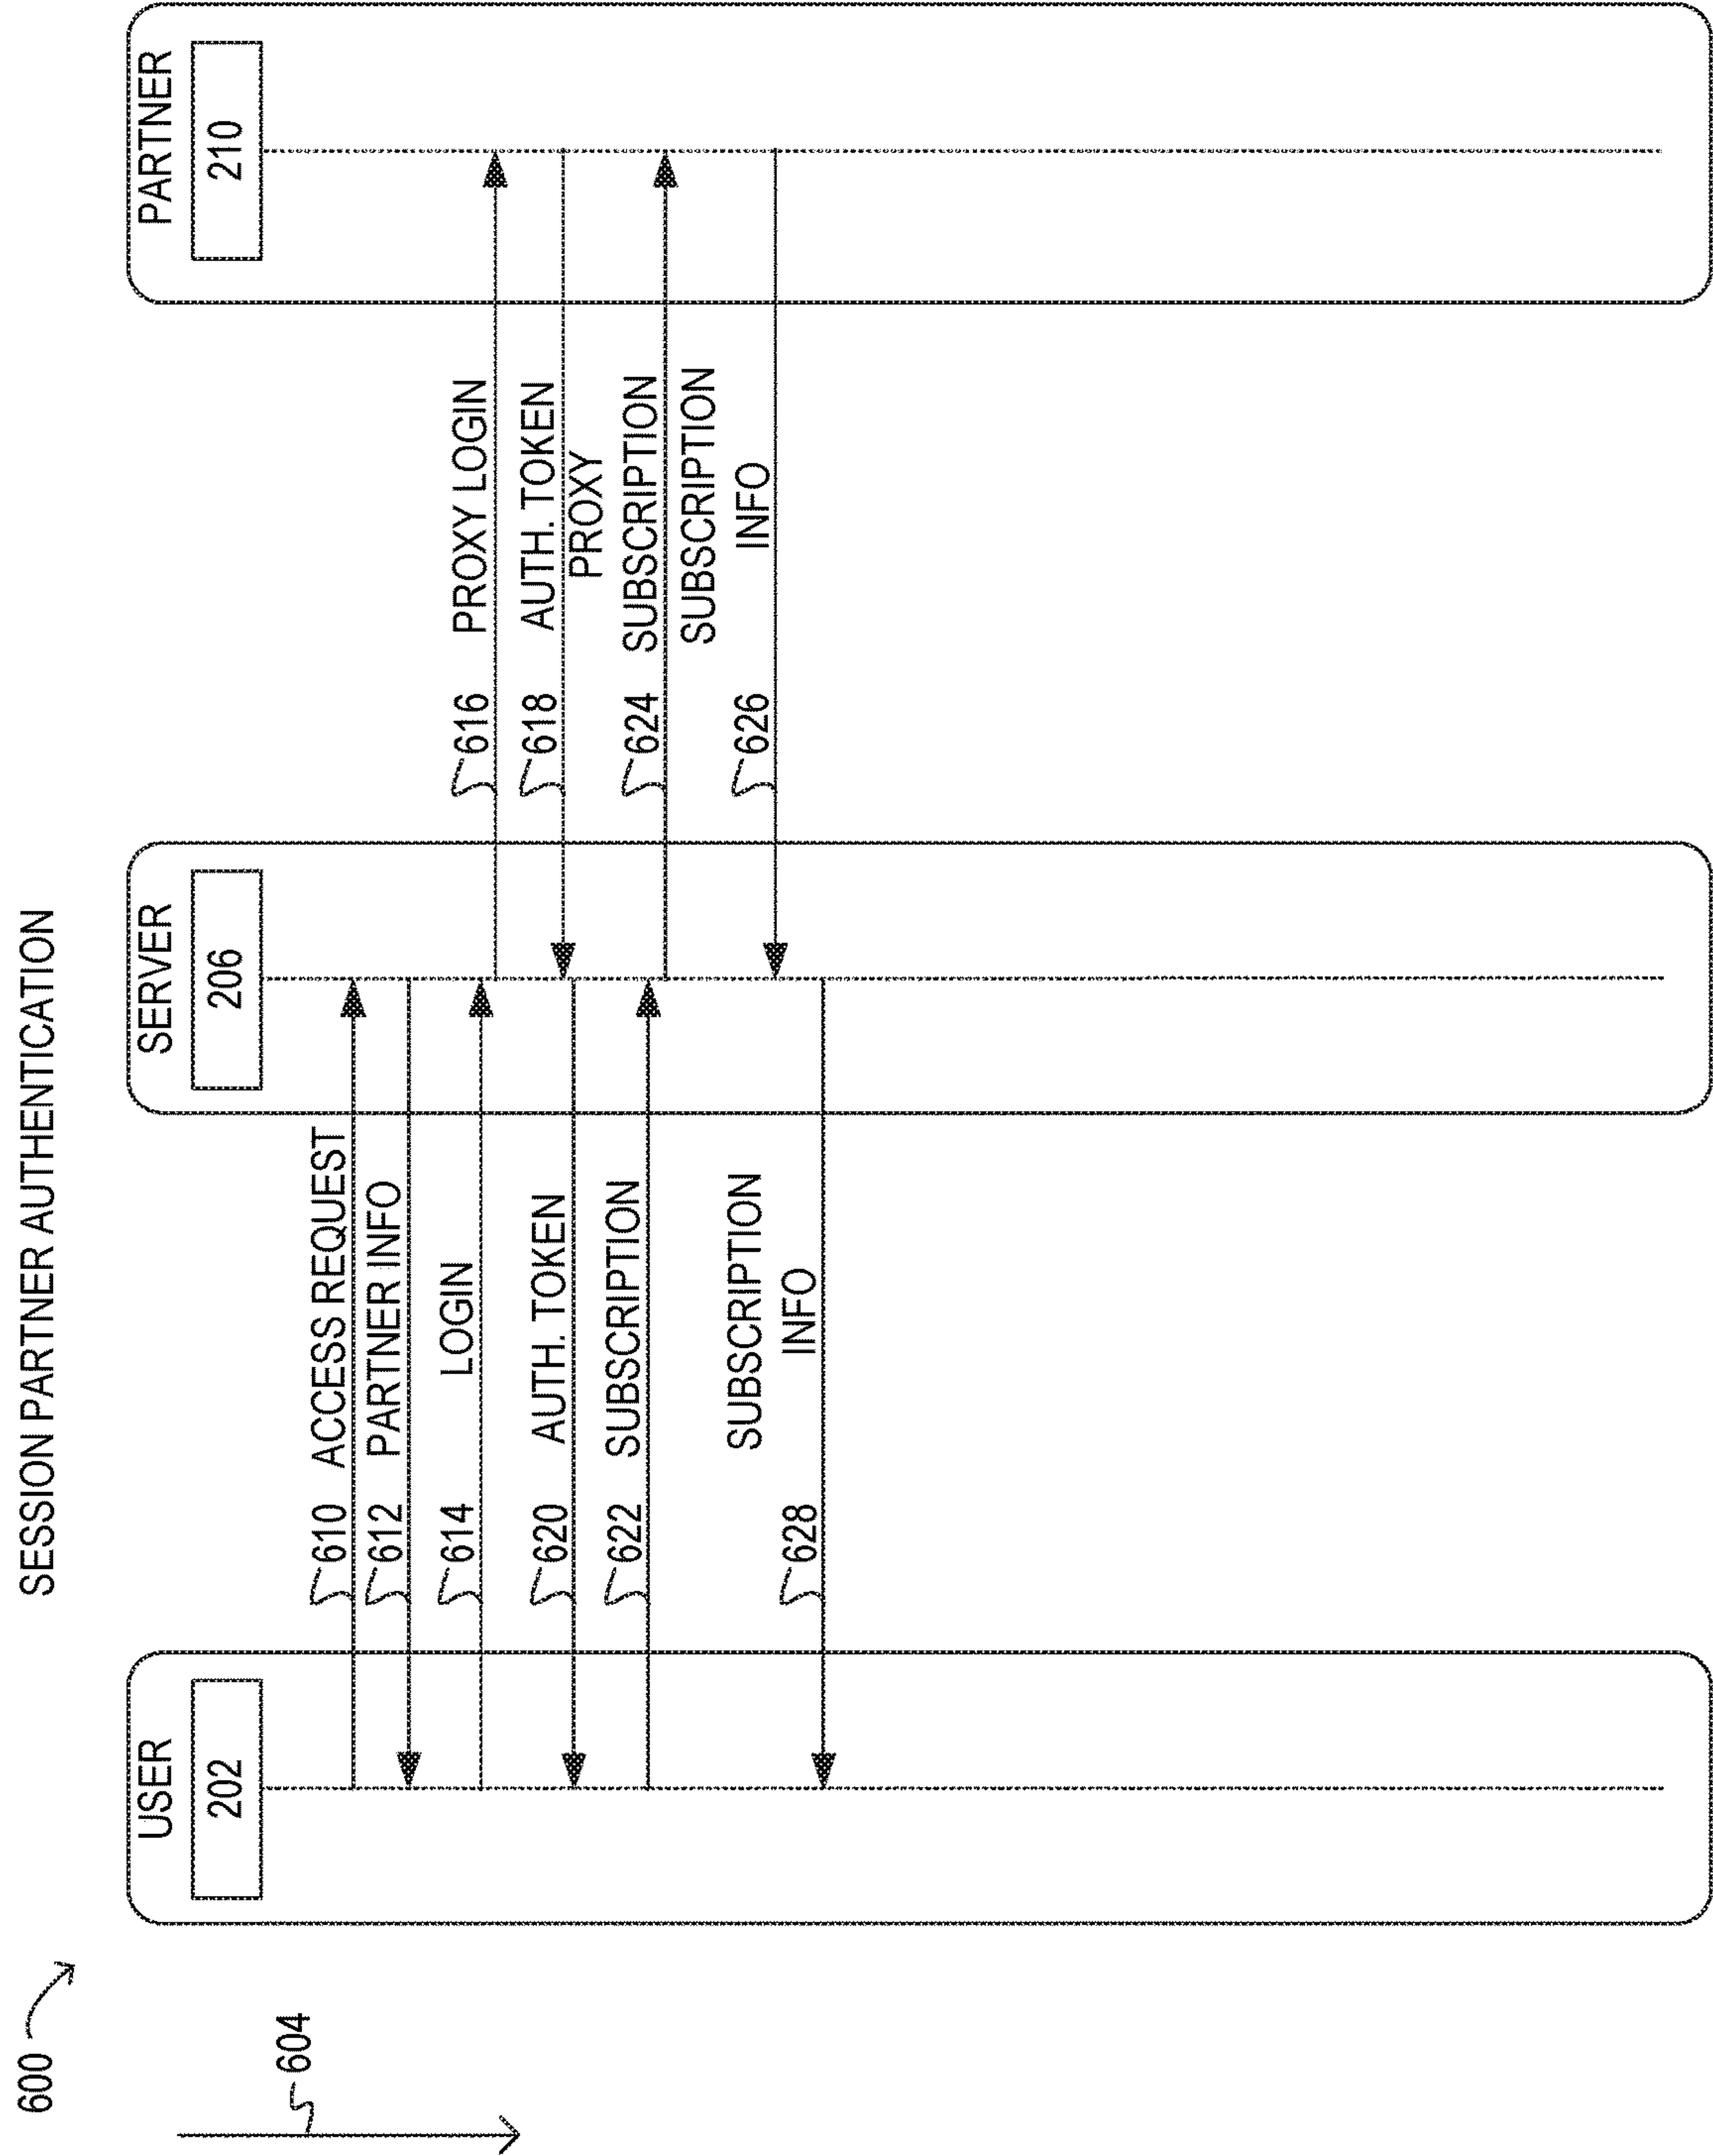 600
SESSION PARTNER AUTHENTICATION
604
USER
202
SERVER
206
PARTNER
210
610 ACCESS REQUEST
612 PARTNER INFO
614 LOGIN
616 PROXY LOGIN
618 AUTH. TOKEN
620 AUTH. TOKEN
622 SUBSCRIPTION
PROXY
624 SUBSCRIPTION
SUBSCRIPTION
626 INFO
SUBSCRIPTION
628 INFO